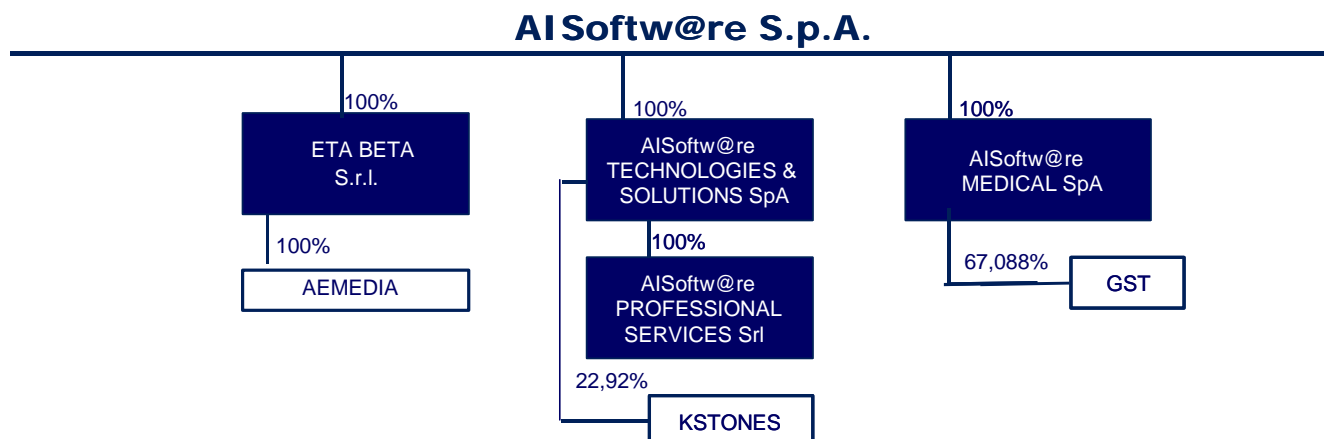 AISoftw@re S.p.A.
100%
100%
100%
ETA BETA
S.r.l.
AISoftw@re
TECHNOLOGIES &
SOLUTIONS SpA
AISoftw@re
MEDICAL SpA
100%
100%
67,088%
AEMEDIA
AISoftw@re
PROFESSIONAL
SERVICES Srl
GST
22,92%
KSTONES